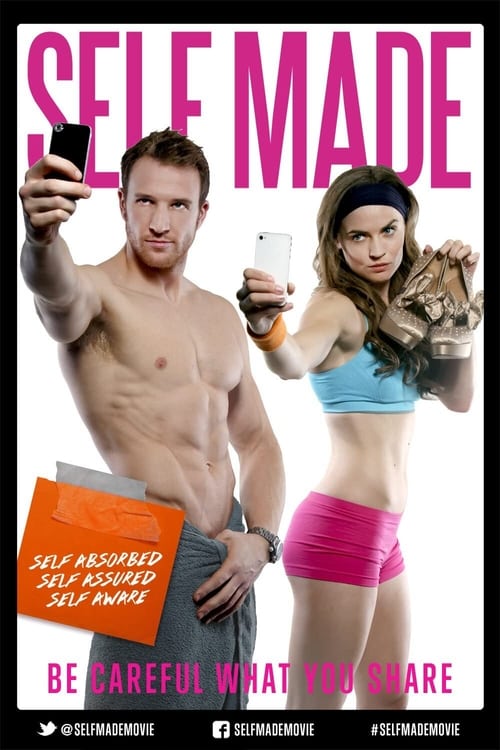 SELF MADE
SELF ABSORBED
SELF ASSURED
SELF AWARE
BE CAREFUL WHAT YOU SHARE
@SELFMADEMOVIE
SELFMADEMOVIE
#SELFMADEMOVIE